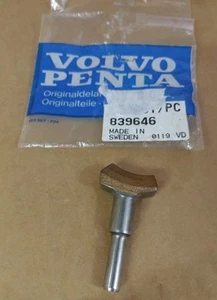 VOLVO
PENTA
Originaldelar
Originalteile
/PC
839646
MADE IN
SWEDEN 0119 VD